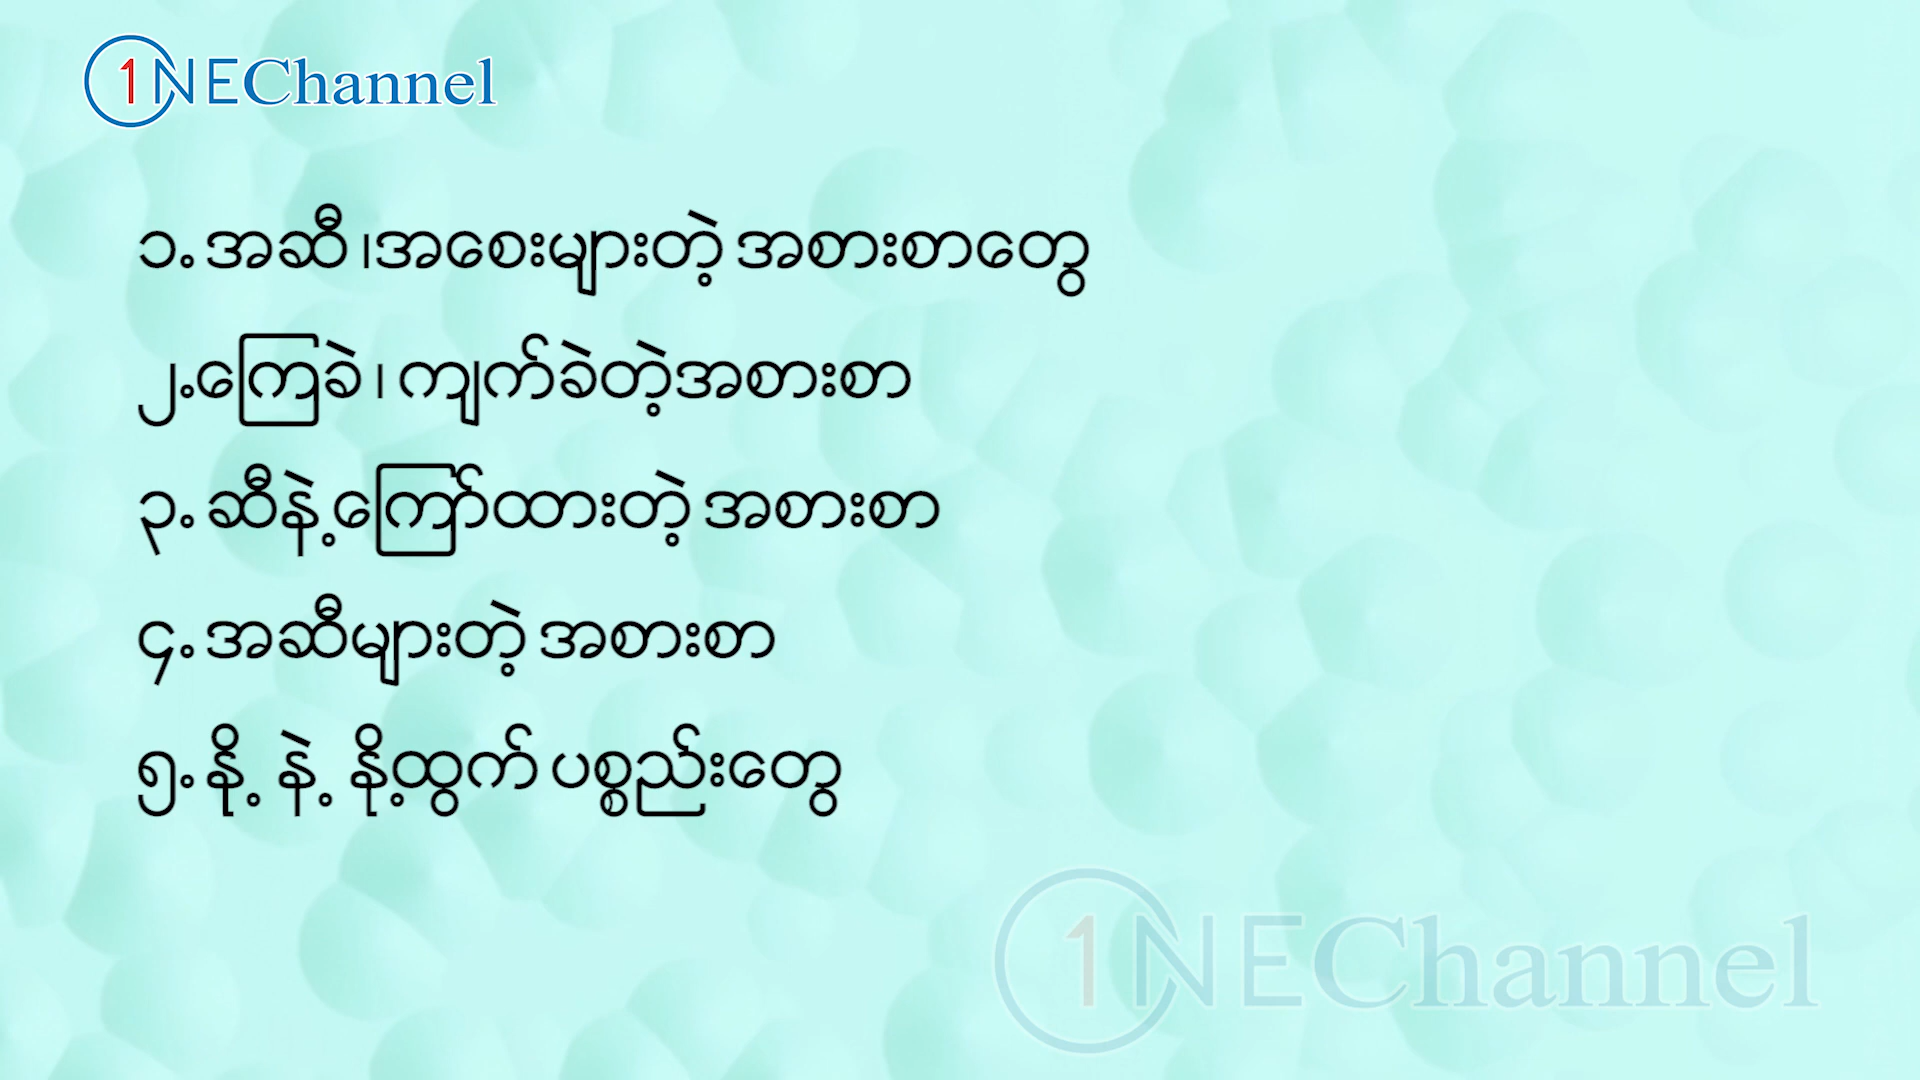 1NEChannel
၁. အဆီ ၊အစေးများတဲ့ အစားစာတွေ
၂.ကြေခဲ ၊ ကျက်ခဲတဲ့အစားစာ
၃. ဆီနဲ့ ကြော်ထားတဲ့ အစားစာ
၄. အဆီများတဲ့ အစားစာ
၅. နို့ နဲ့ နို့ထွက် ပစ္စည်းတွေ
1NEChannel